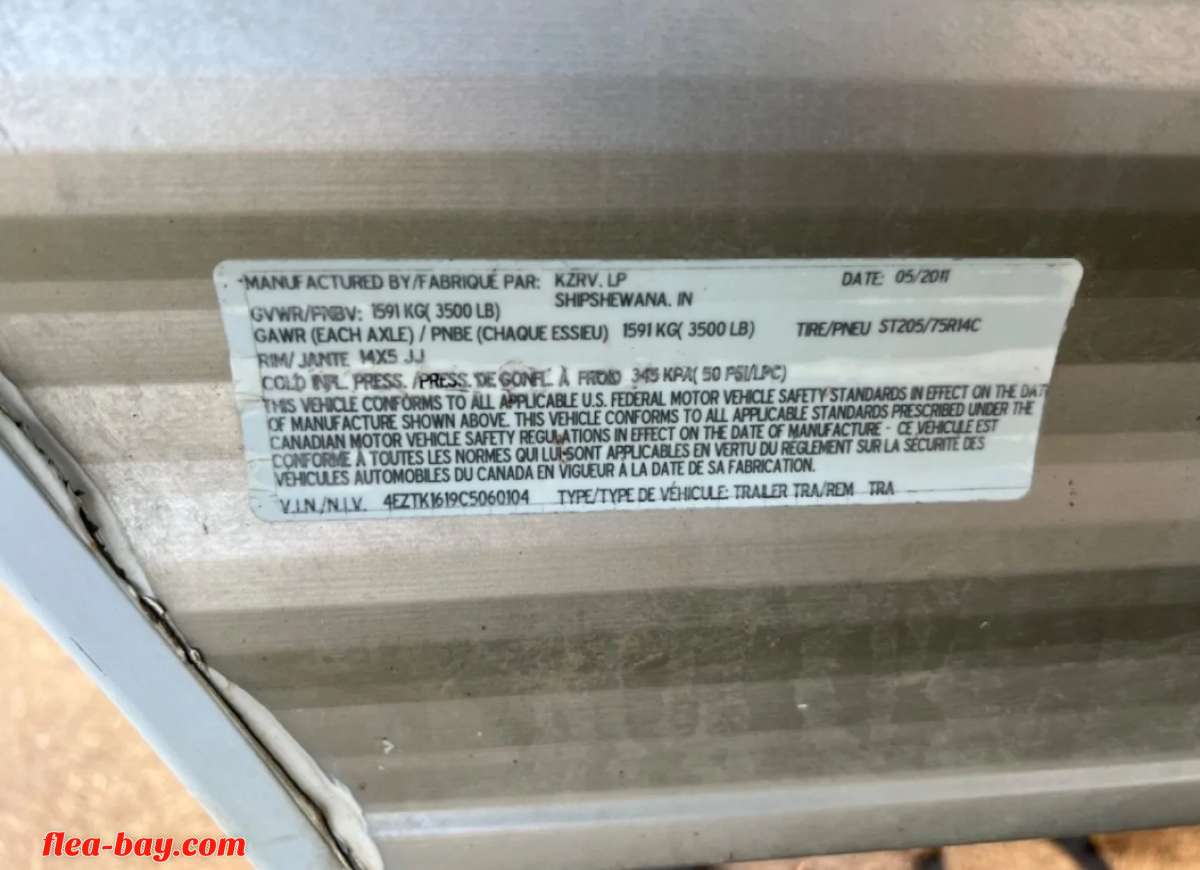 MANUFACTURED BY/FABRIQUÉ PAR: KZRV, LP DATE: 05/2011
SHIPSHEWANA, IN
GVWR/PNBV: 1591 KG( 3500 LB)
GAWR (EACH AXLE) / PNBE (CHAQUE ESSIEU) 1591 KG( 3500 LB) TIRE/PNEU ST205/75R14C
RIM/ JANTE 14X5 JJ
COLD INFL. PRESS. /PRESS. DE GONFL. À FROID 345 KPA( 50 PSI/LPC)
THIS VEHICLE CONFORMS TO ALL APPLICABLE U.S. FEDERAL MOTOR VEHICLE SAFETY STANDARDS IN EFFECT ON THE DAT
OF MANUFACTURE SHOWN ABOVE. THIS VEHICLE CONFORMS TO ALL APPLICABLE STANDARDS PRESCRIBED UNDER THE
CANADIAN MOTOR VEHICLE SAFETY REGULATIONS IN EFFECT ON THE DATE OF MANUFACTURE - CE VÉHICULE EST
CONFORME À TOUTES LES NORMES QUI LUI SONT APPLICABLES EN VERTU DU RÈGLEMENT SUR LA SÉCURITÉ DES
VÉHICULES AUTOMOBILES DU CANADA EN VIGUEUR À LA DATE DE SA FABRICATION.
V.I.N./N.I.V. 4EZTK1619C5060104 TYPE/TYPE DE VÉHICULE: TRAILER TRA/REM TRA
flea-bay.com